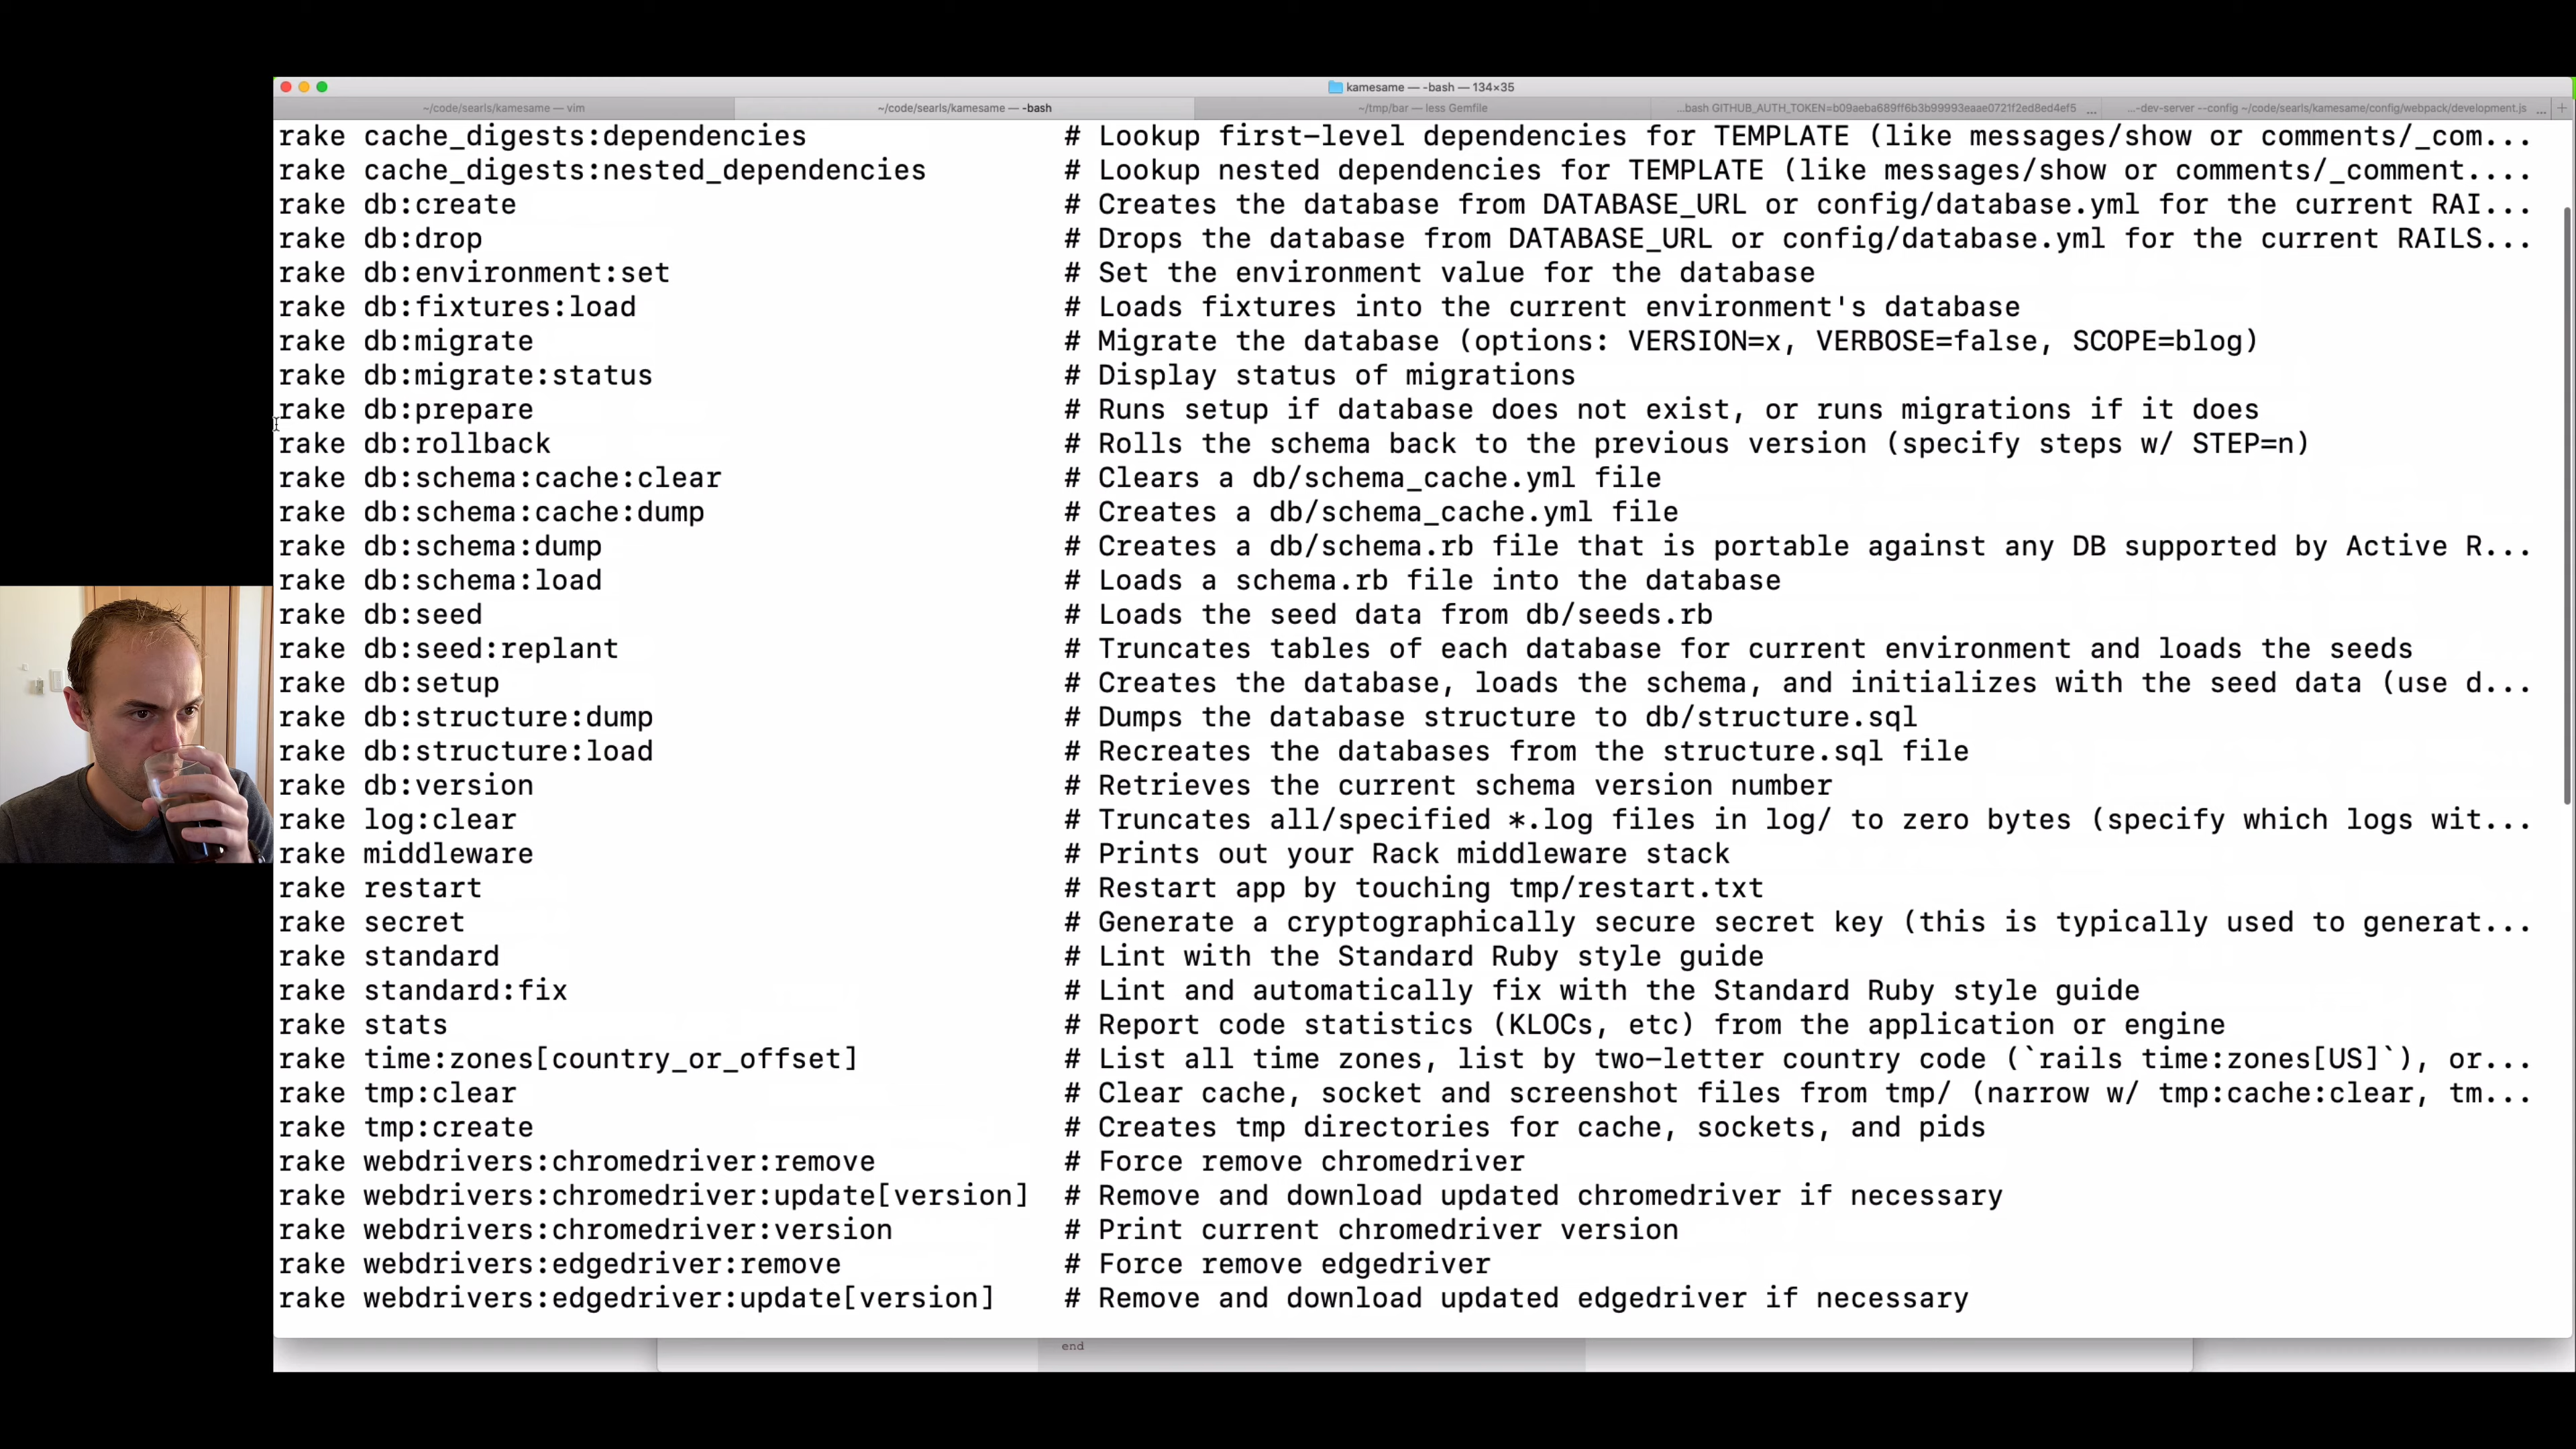 kamesame — -bash — 134×35
~/code/searls/kamesame — vim
~/code/searls/kamesame — -bash
~/tmp/bar — less Gemfile
...bash GITHUB_AUTH_TOKEN=b09aeba689ff6b3b99993eaae0721f2ed8ed4ef5 ...
...-dev-server --config ~/code/searls/kamesame/config/webpack/development.js ...
rake cache_digests:dependencies # Lookup first-level dependencies for TEMPLATE (like messages/show or comments/_com...
rake cache_digests:nested_dependencies # Lookup nested dependencies for TEMPLATE (like messages/show or comments/_comment....
rake db:create # Creates the database from DATABASE_URL or config/database.yml for the current RAI...
rake db:drop # Drops the database from DATABASE_URL or config/database.yml for the current RAILS...
rake db:environment:set # Set the environment value for the database
rake db:fixtures:load # Loads fixtures into the current environment's database
rake db:migrate # Migrate the database (options: VERSION=x, VERBOSE=false, SCOPE=blog)
rake db:migrate:status # Display status of migrations
rake db:prepare # Runs setup if database does not exist, or runs migrations if it does
rake db:rollback # Rolls the schema back to the previous version (specify steps w/ STEP=n)
rake db:schema:cache:clear # Clears a db/schema_cache.yml file
rake db:schema:cache:dump # Creates a db/schema_cache.yml file
rake db:schema:dump # Creates a db/schema.rb file that is portable against any DB supported by Active R...
rake db:schema:load # Loads a schema.rb file into the database
rake db:seed # Loads the seed data from db/seeds.rb
rake db:seed:replant # Truncates tables of each database for current environment and loads the seeds
rake db:setup # Creates the database, loads the schema, and initializes with the seed data (use d...
rake db:structure:dump # Dumps the database structure to db/structure.sql
rake db:structure:load # Recreates the databases from the structure.sql file
rake db:version # Retrieves the current schema version number
rake log:clear # Truncates all/specified *.log files in log/ to zero bytes (specify which logs wit...
rake middleware # Prints out your Rack middleware stack
rake restart # Restart app by touching tmp/restart.txt
rake secret # Generate a cryptographically secure secret key (this is typically used to generat...
rake standard # Lint with the Standard Ruby style guide
rake standard:fix # Lint and automatically fix with the Standard Ruby style guide
rake stats # Report code statistics (KLOCs, etc) from the application or engine
rake time:zones[country_or_offset] # List all time zones, list by two-letter country code (`rails time:zones[US]`), or...
rake tmp:clear # Clear cache, socket and screenshot files from tmp/ (narrow w/ tmp:cache:clear, tm...
rake tmp:create # Creates tmp directories for cache, sockets, and pids
rake webdrivers:chromedriver:remove # Force remove chromedriver
rake webdrivers:chromedriver:update[version] # Remove and download updated chromedriver if necessary
rake webdrivers:chromedriver:version # Print current chromedriver version
rake webdrivers:edgedriver:remove # Force remove edgedriver
rake webdrivers:edgedriver:update[version] # Remove and download updated edgedriver if necessary
end